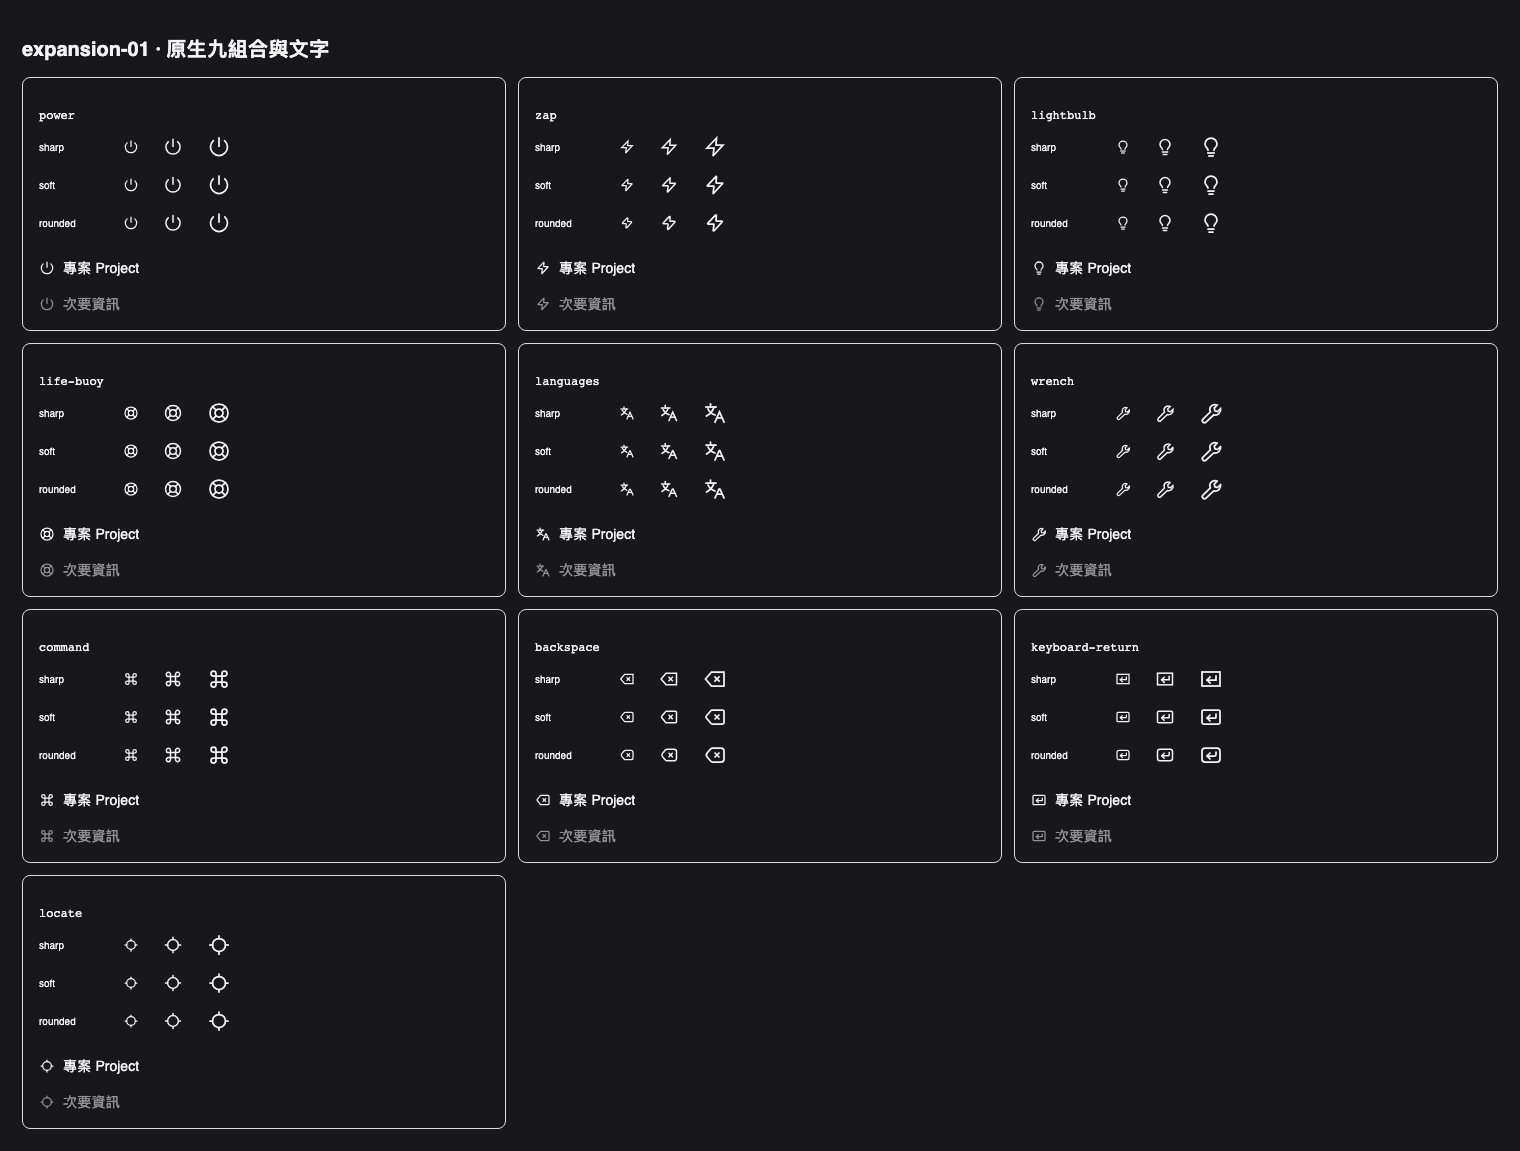 expansion-01 · 原生九組合與文字
power
sharp
soft
rounded
專案 Project
次要資訊
zap
sharp
soft
rounded
專案 Project
次要資訊
lightbulb
sharp
soft
rounded
專案 Project
次要資訊
life-buoy
sharp
soft
rounded
專案 Project
次要資訊
languages
sharp
soft
rounded
專案 Project
次要資訊
wrench
sharp
soft
rounded
專案 Project
次要資訊
command
sharp
soft
rounded
專案 Project
次要資訊
backspace
sharp
soft
rounded
專案 Project
次要資訊
keyboard-return
sharp
soft
rounded
專案 Project
次要資訊
locate
sharp
soft
rounded
專案 Project
次要資訊